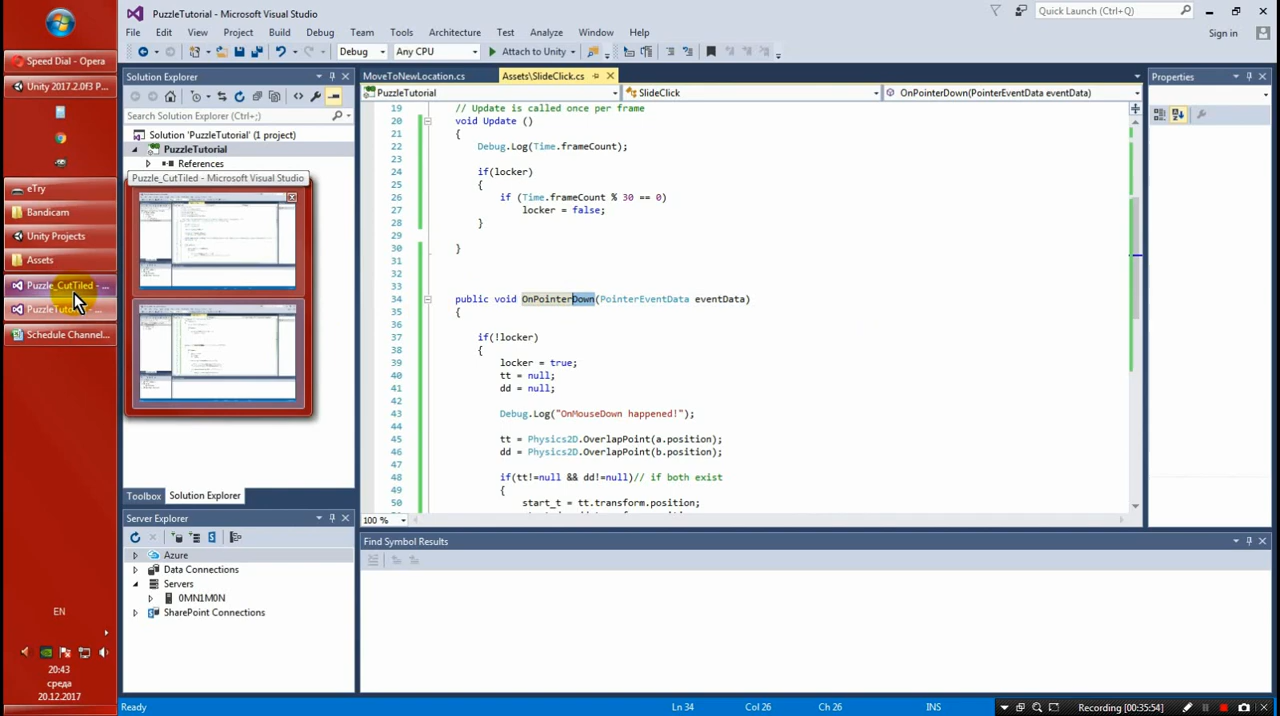 PuzzleTutorial - Microsoft Visual Studio
Quick Launch (Ctrl+Q)
File Edit View Project Build Debug Team Tools Architecture Test Analyze Window Help
Sign in
Debug Any CPU Attach to Unity
Speed Dial - Opera
Unity 2017.2.0f3 P...
eTry
Bandicam
Unity Projects
Assets
Puzzle_CutTiled - ...
PuzzleTut
Schedule Channel...
EN
20:43
среда
20.12.2017
Solution Explorer
Search Solution Explorer (Ctrl+;)
Solution 'PuzzleTutorial' (1 project)
PuzzleTutorial
References
Puzzle_CutTiled - Microsoft Visual Studio
Toolbox Solution Explorer
Server Explorer
Azure
Data Connections
Servers
0MN1M0N
SharePoint Connections
MoveToNewLocation.cs Assets\SlideClick.cs
PuzzleTutorial SlideClick OnPointerDown(PointerEventData eventData)
19 // Update is called once per frame
20 void Update ()
21 {
22 Debug.Log(Time.frameCount);
23
24 if(locker)
25 {
26 if (Time.frameCount % 30 == 0)
27 locker = false;
28 }
29
30 }
31
32
33
34 public void OnPointerDown(PointerEventData eventData)
35 {
36
37 if(!locker)
38 {
39 locker = true;
40 tt = null;
41 dd = null;
42
43 Debug.Log("OnMouseDown happened!");
44
45 tt = Physics2D.OverlapPoint(a.position);
46 dd = Physics2D.OverlapPoint(b.position);
47
48 if(tt!=null && dd!=null)// if both exist
49 {
50 start_t = tt.transform.position;
100 %
Properties
Find Symbol Results
Ready
Ln 34 Col 26 Ch 26 INS
Recording [00:35:54]